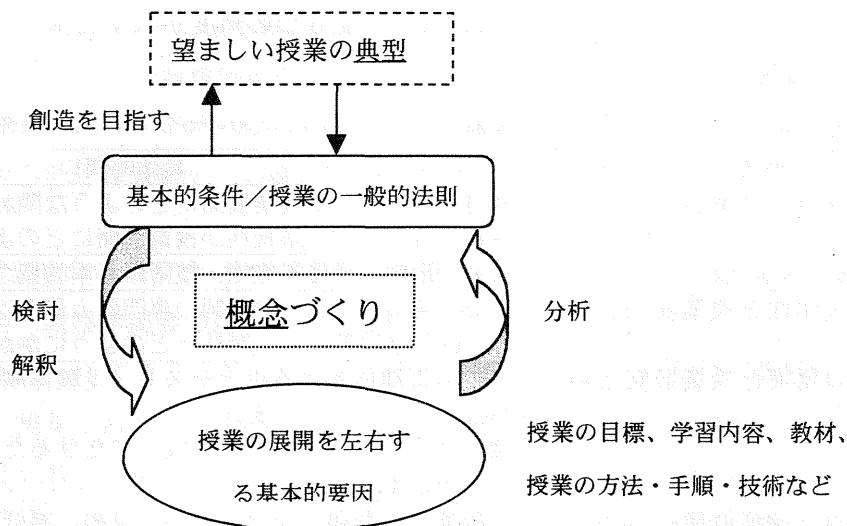 望ましい授業の典型
創造を目指す
基本的条件／授業の一般的法則
検討
解釈
概念づくり
分析
授業の展開を左右す
る基本的要因
授業の目標、学習内容、教材、
授業の方法・手順・技術など